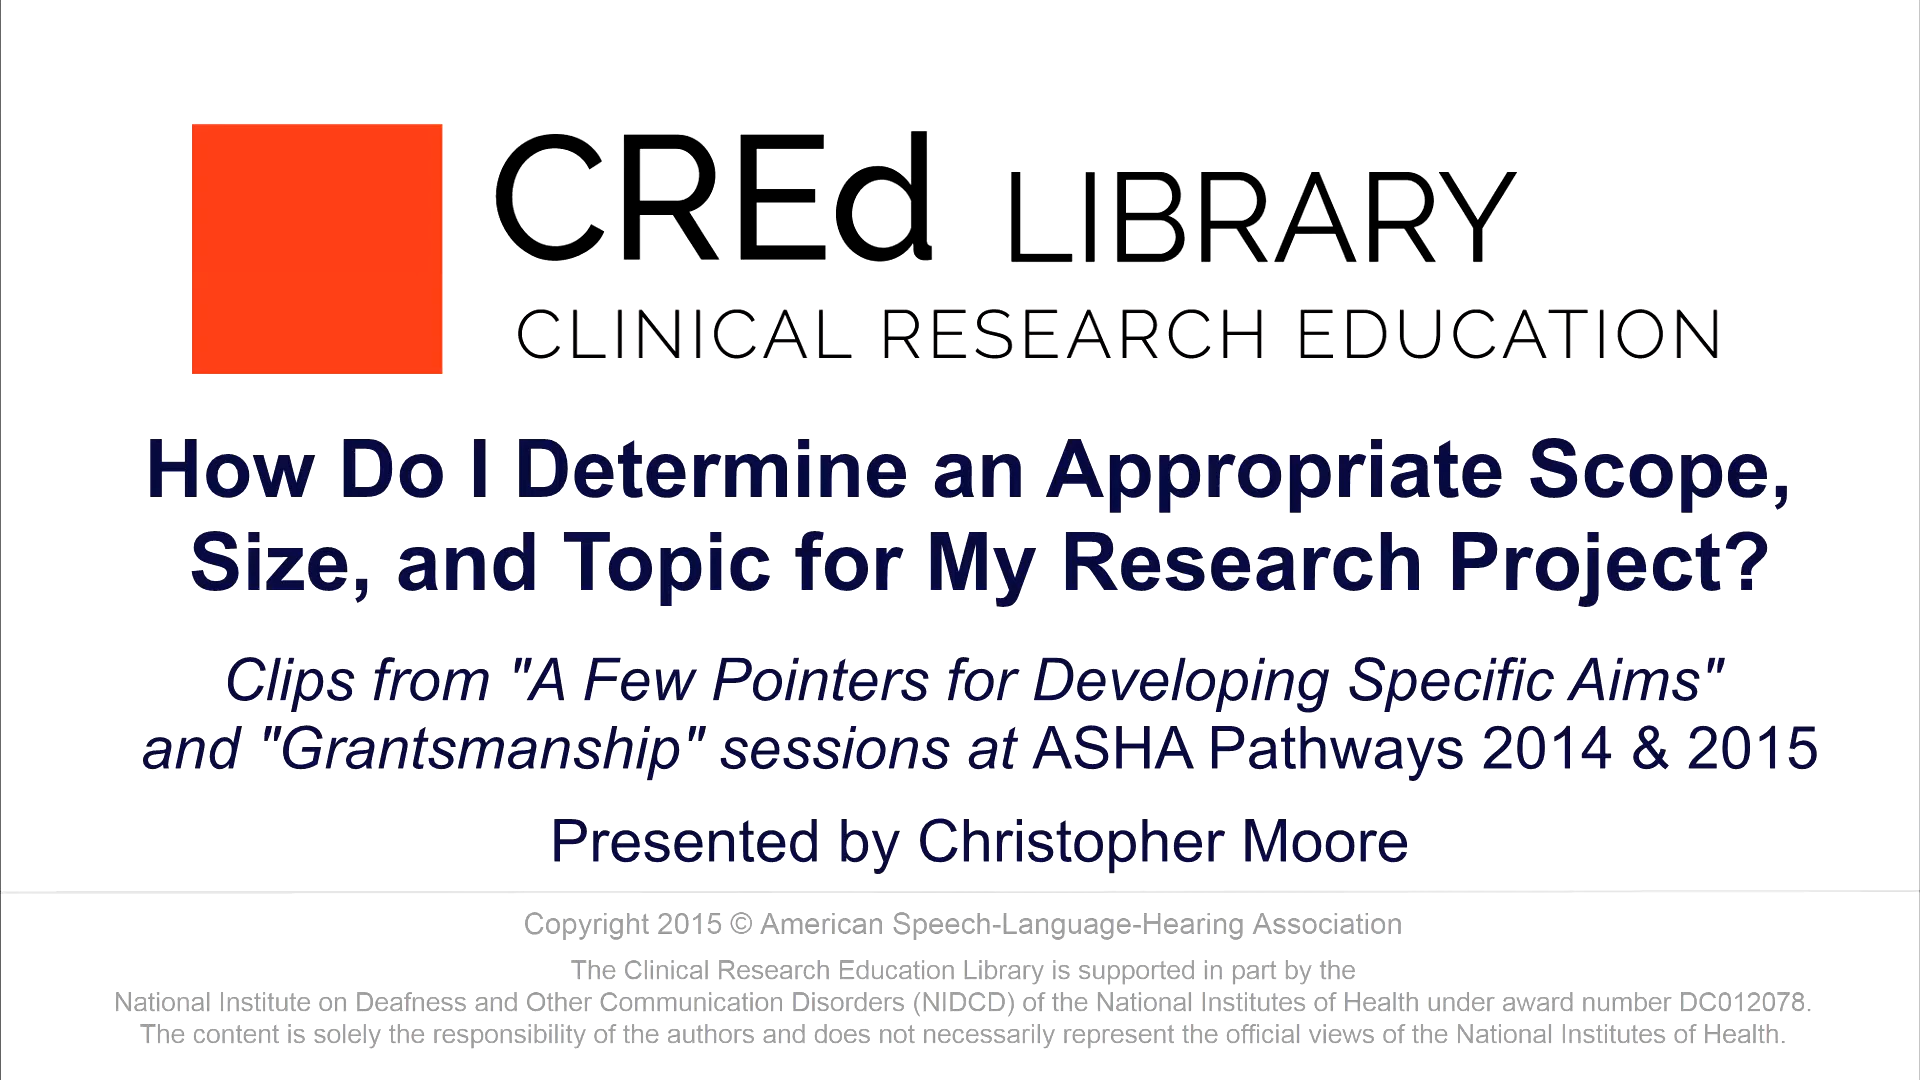 CREd LIBRARY
CLINICAL RESEARCH EDUCATION
How Do I Determine an Appropriate Scope,
Size, and Topic for My Research Project?
Clips from "A Few Pointers for Developing Specific Aims"
and "Grantsmanship" sessions at ASHA Pathways 2014 & 2015
Presented by Christopher Moore
Copyright 2015 © American Speech-Language-Hearing Association
The Clinical Research Education Library is supported in part by the
National Institute on Deafness and Other Communication Disorders (NIDCD) of the National Institutes of Health under award number DC012078.
The content is solely the responsibility of the authors and does not necessarily represent the official views of the National Institutes of Health.